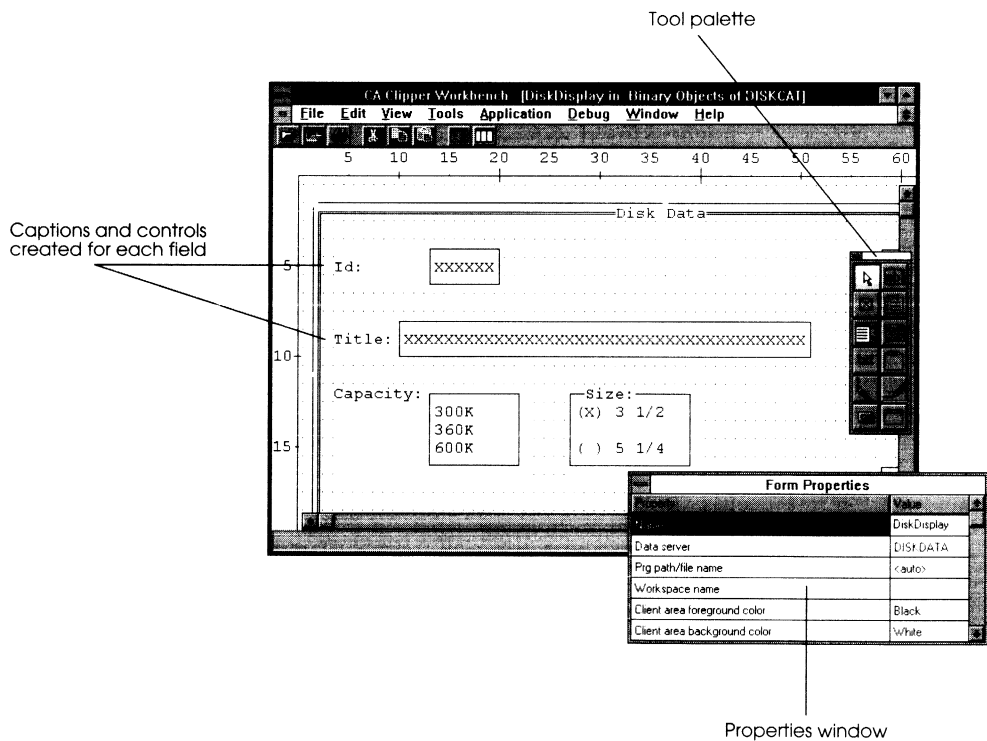 Tool palette
CA Clipper Workbench [DiskDisplay in Binary Objects of DISKCAT]
File Edit View Tools Application Debug Window Help
5 10 15 20 25 30 35 40 45 50 55 60
Captions and controls
created for each field
Disk Data
5
Id: XXXXXX
Title: XXXXXXXXXXXXXXXXXXXXXXXXXXXXXXXXXXXXXXXX
10
Capacity: Size:
300K (X) 3 1/2
360K
600K ( ) 5 1/4
15
Form Properties
Property Value
Name DiskDisplay
Data server DISKDATA
Prg path/file name <auto>
Workspace name
Client area foreground color Black
Client area background color White
Properties window